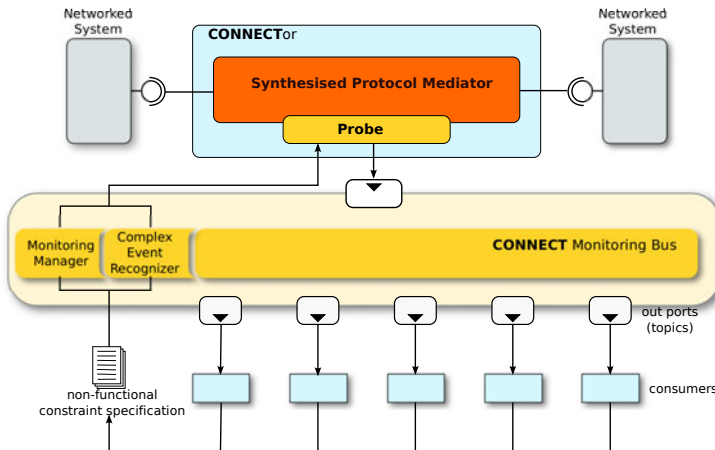 Networked
System
CONNECTor
Networked
System
Synthesised Protocol Mediator
Probe
Monitoring
Manager
Complex
Event
Recognizer
CONNECT Monitoring Bus
out ports
(topics)
non-functional
constraint specification
consumers